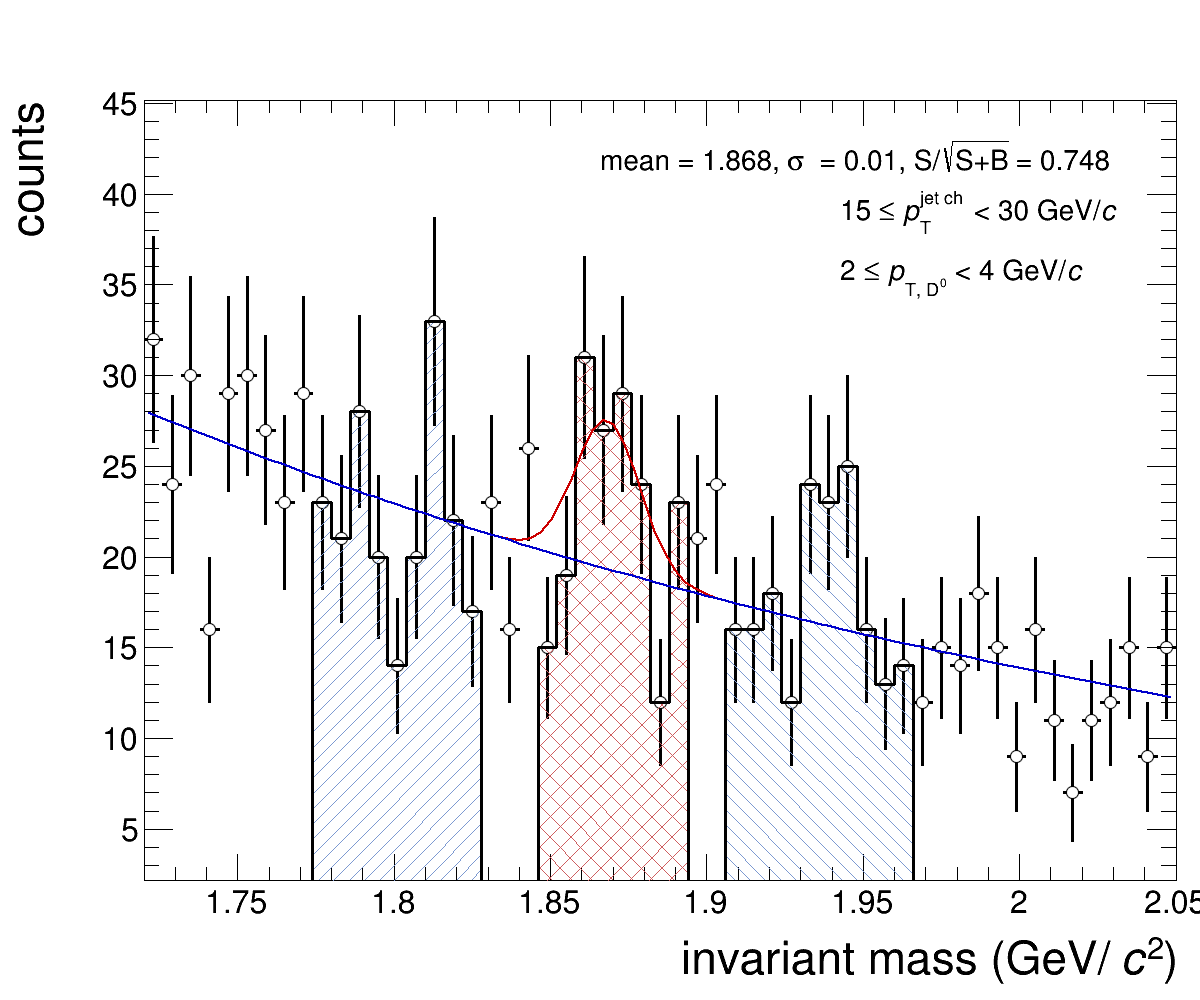 counts
45
40
35
30
25
20
15
10
5
mean = 1.868, σ = 0.01, S/√S+B = 0.748
15 ≤ p_T^jet ch < 30 GeV/c
2 ≤ p_T, D⁰ < 4 GeV/c
1.75 1.8 1.85 1.9 1.95 2 2.05
invariant mass (GeV/ c²)